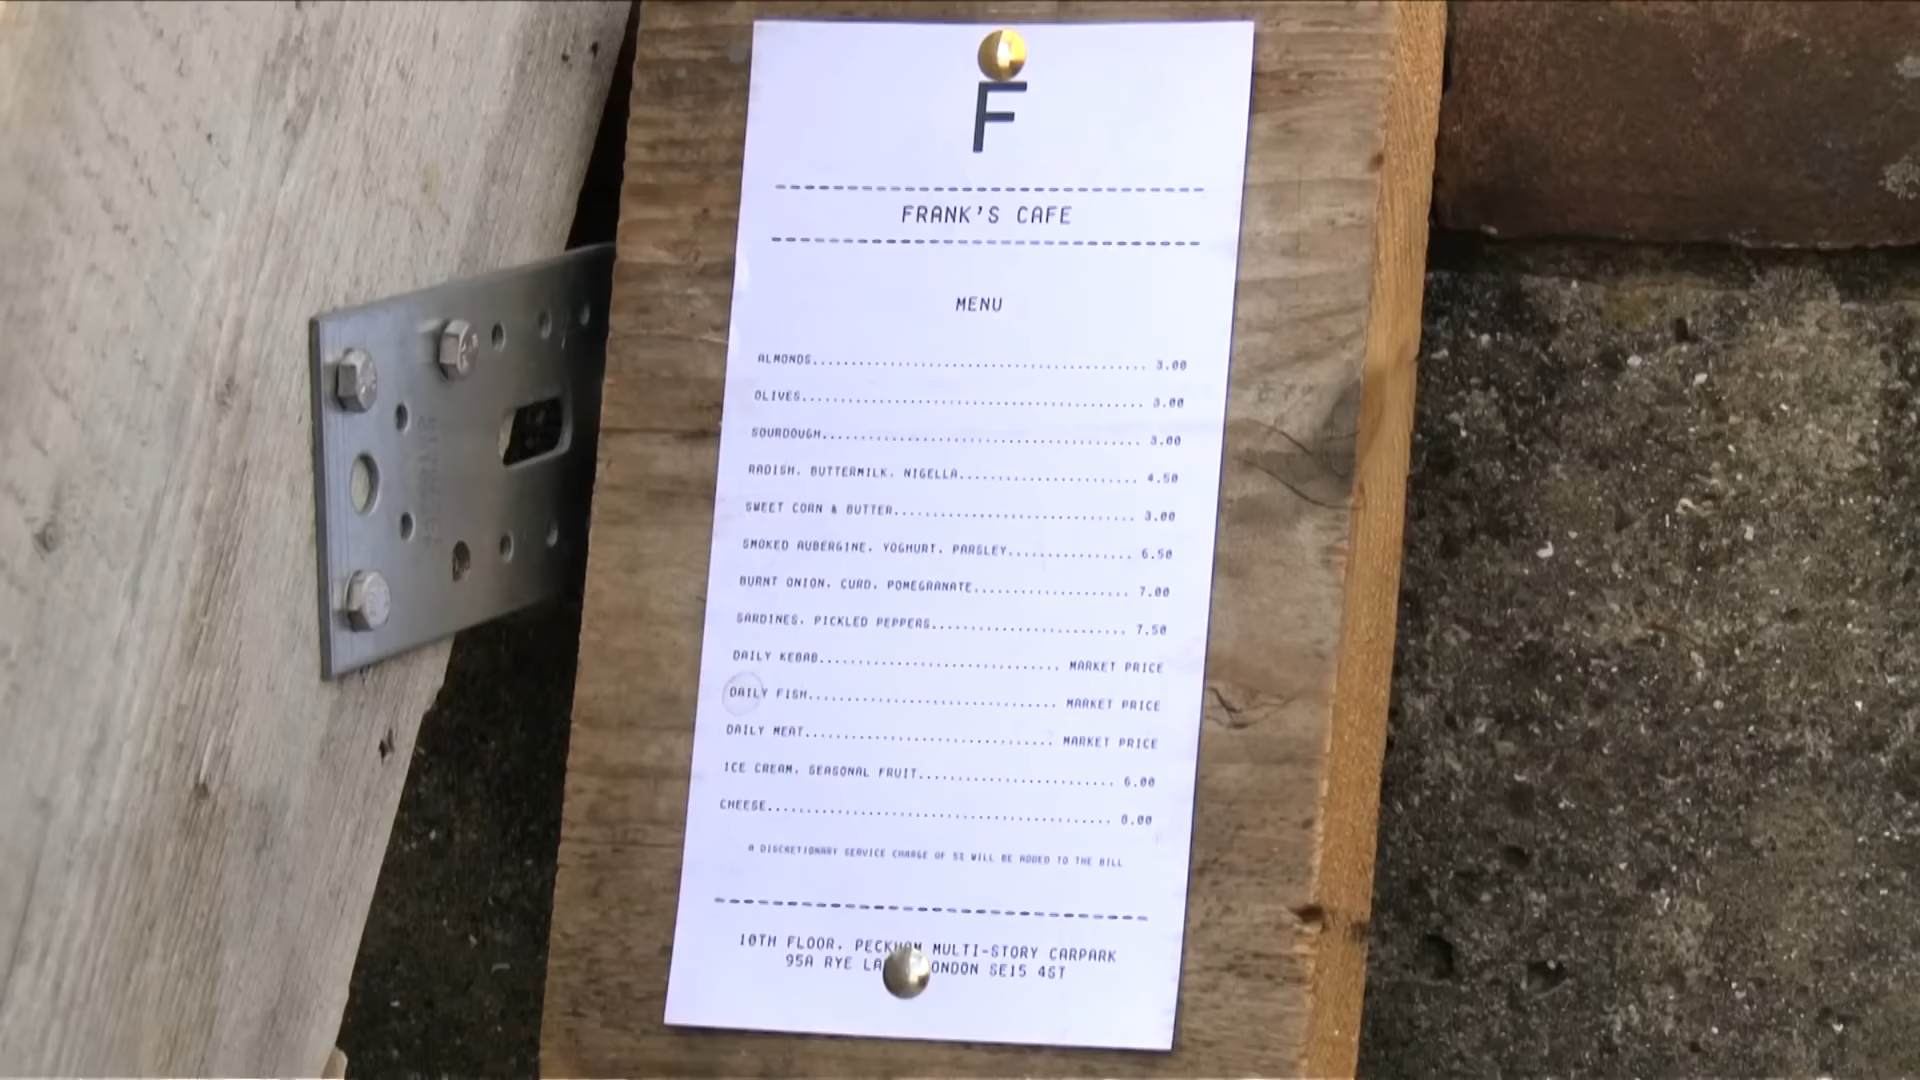 F
FRANK'S CAFE
MENU
ALMONDS 3.00
OLIVES 3.00
SOURDOUGH 3.00
RADISH, BUTTERMILK, NIGELLA 4.50
SWEET CORN & BUTTER 3.00
SMOKED AUBERGINE, YOGHURT, PARSLEY 6.50
BURNT ONION, CURD, POMEGRANATE 7.00
SARDINES, PICKLED PEPPERS 7.50
DAILY KEBAB MARKET PRICE
DAILY FISH MARKET PRICE
DAILY MEAT MARKET PRICE
ICE CREAM, SEASONAL FRUIT 6.00
CHEESE 8.00
A DISCRETIONARY SERVICE CHARGE OF 5% WILL BE ADDED TO THE BILL
10TH FLOOR, PECKHAM MULTI-STORY CARPARK
95A RYE LA ONDON SE15 4ST